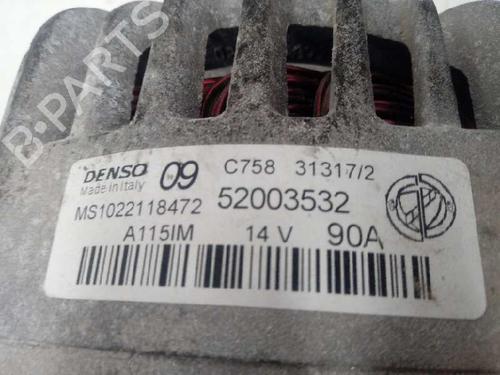 B-PARTS
DENSO 09 C758 31317/2
Made in Italy
MS1022118472 52003532
A115IM 14 V 90A